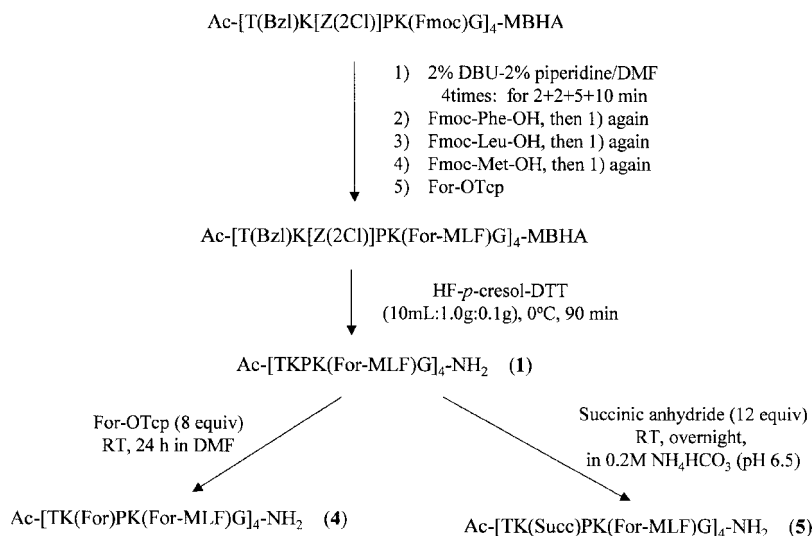 Ac-[T(Bzl)K[Z(2Cl)]PK(Fmoc)G]₄-MBHA
1) 2% DBU-2% piperidine/DMF
4times: for 2+2+5+10 min
2) Fmoc-Phe-OH, then 1) again
3) Fmoc-Leu-OH, then 1) again
4) Fmoc-Met-OH, then 1) again
5) For-OTcp
Ac-[T(Bzl)K[Z(2Cl)]PK(For-MLF)G]₄-MBHA
HF-p-cresol-DTT
(10mL:1.0g:0.1g), 0ºC, 90 min
Ac-[TKPK(For-MLF)G]₄-NH₂ (1)
For-OTcp (8 equiv)
RT, 24 h in DMF
Succinic anhydride (12 equiv)
RT, overnight,
in 0.2M NH₄HCO₃ (pH 6.5)
Ac-[TK(For)PK(For-MLF)G]₄-NH₂ (4)
Ac-[TK(Succ)PK(For-MLF)G]₄-NH₂ (5)